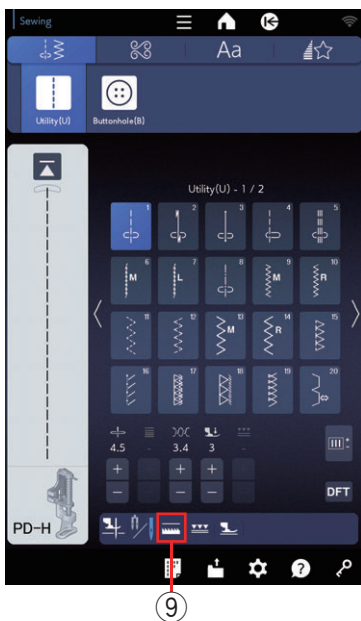 Sewing
Aa
Utility(U)
Buttonhole(B)
Utility(U) - 1 / 2
1 2 3 4 5
6 M 7 L 8 9 M 10 R
11 12 13 M 14 R 15
16 17 18 19 20
4.5 - 3.4 3 -
+ +
− −
DFT
PD-H
?
9